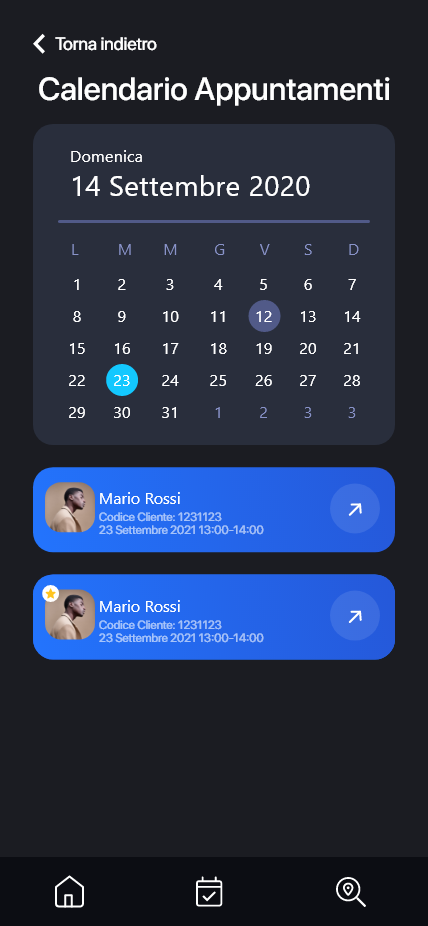 Torna indietro
Calendario Appuntamenti
Domenica
14 Settembre 2020
L M M G V S D
1 2 3 4 5 6 7
8 9 10 11 12 13 14
15 16 17 18 19 20 21
22 23 24 25 26 27 28
29 30 31 1 2 3 3
Mario Rossi
Codice Cliente: 1231123
23 Settembre 2021 13:00-14:00
Mario Rossi
Codice Cliente: 1231123
23 Settembre 2021 13:00-14:00